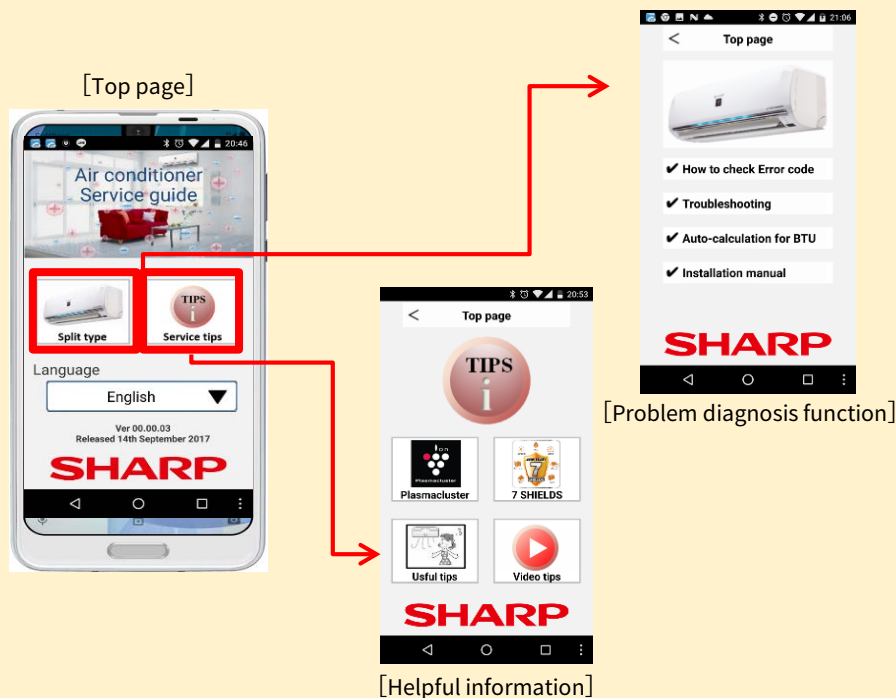 [Top page]
20:46
Air conditioner
Service guide
Split type
TIPS
i
Service tips
Language
English
Ver 00.00.03
Released 14th September 2017
SHARP
20:53
Top page
TIPS
i
Ion
Plasmacluster
Plasmacluster
7
7 SHIELDS
Usful tips
Video tips
SHARP
[Helpful information]
21:06
Top page
✔ How to check Error code
✔ Troubleshooting
✔ Auto-calculation for BTU
✔ Installation manual
SHARP
[Problem diagnosis function]